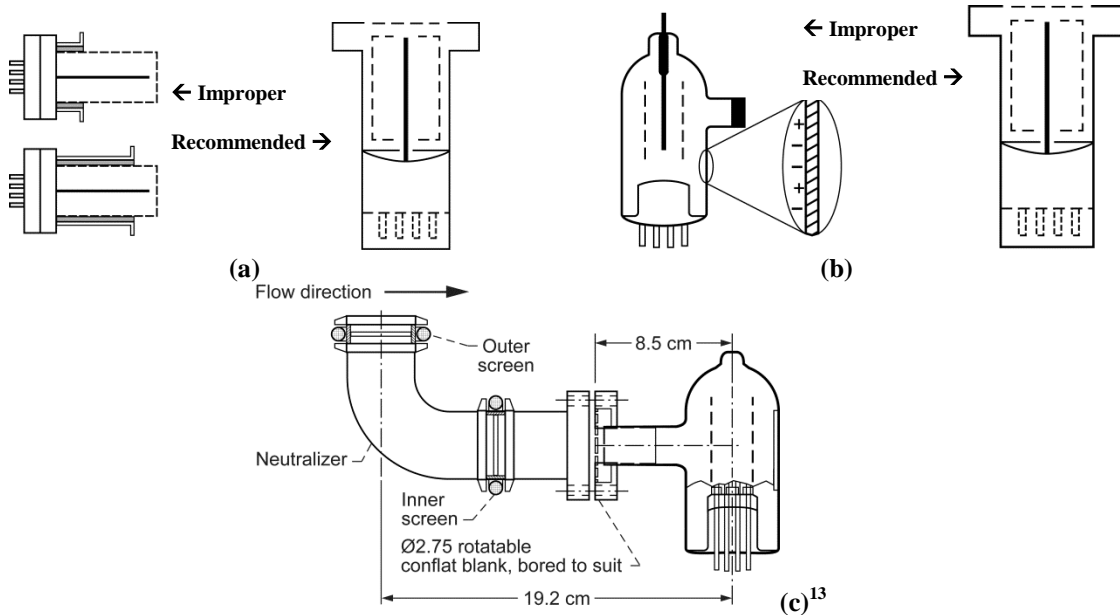 ← Improper
Recommended →
(a)
← Improper
Recommended →
+
−
−
+
−
(b)
Flow direction
Outer
screen
8.5 cm
Neutralizer
Inner
screen
Ø2.75 rotatable
conflat blank, bored to suit
19.2 cm
(c)¹³